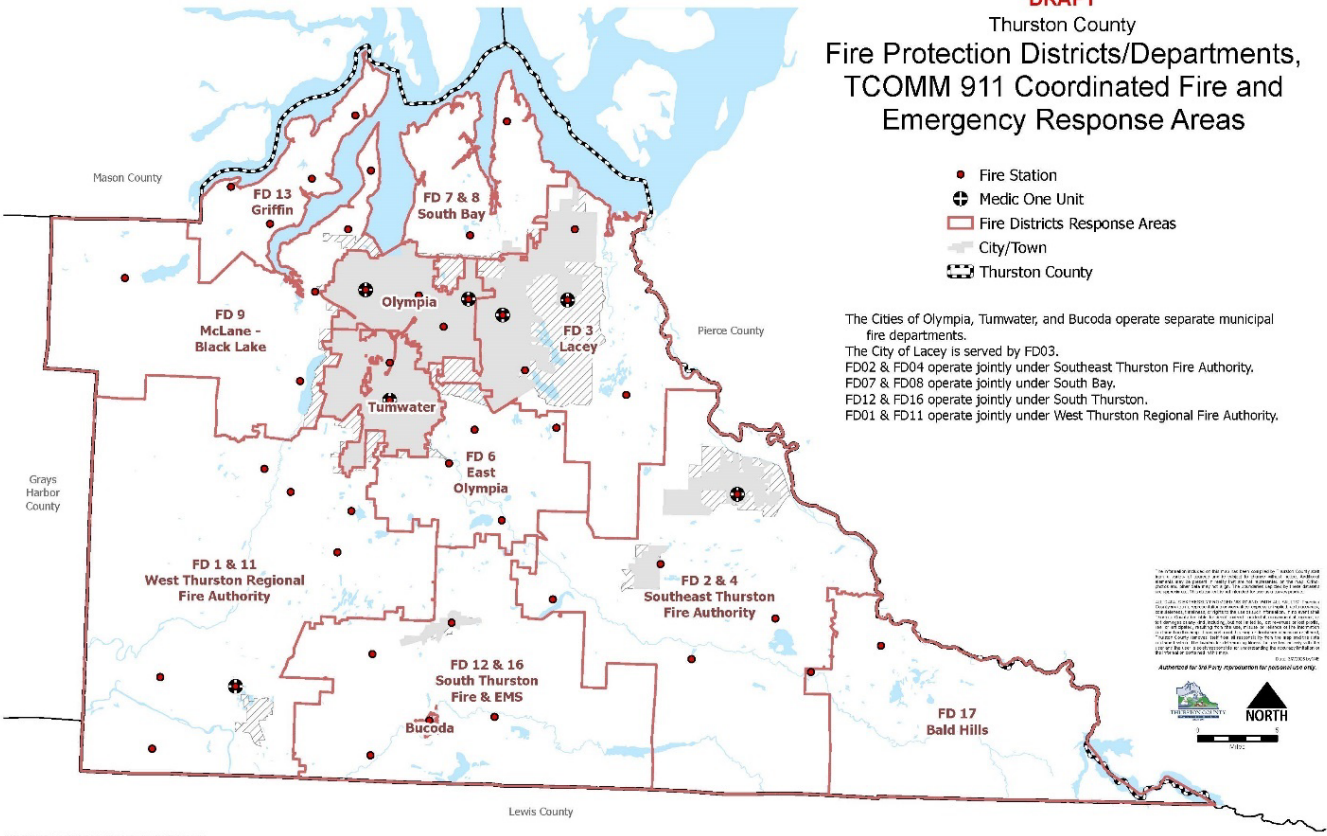 DRAFT
Thurston County
Fire Protection Districts/Departments,
TCOMM 911 Coordinated Fire and
Emergency Response Areas
Fire Station
Medic One Unit
Fire Districts Response Areas
City/Town
Thurston County
The Cities of Olympia, Tumwater, and Bucoda operate separate municipal
fire departments.
The City of Lacey is served by FD03.
FD02 & FD04 operate jointly under Southeast Thurston Fire Authority.
FD07 & FD08 operate jointly under South Bay.
FD12 & FD16 operate jointly under South Thurston.
FD01 & FD11 operate jointly under West Thurston Regional Fire Authority.
Mason County
FD 13
Griffin
FD 7 & 8
South Bay
Olympia
FD 9
McLane -
Black Lake
FD 3
Lacey
Pierce County
Tumwater
FD 6
East
Olympia
Grays
Harbor
County
FD 1 & 11
West Thurston Regional
Fire Authority
FD 2 & 4
Southeast Thurston
Fire Authority
FD 12 & 16
South Thurston
Fire & EMS
Bucoda
FD 17
Bald Hills
Lewis County
Authorized for 3rd Party reproduction for personal use only.
THURSTON COUNTY
NORTH
0 5
Miles